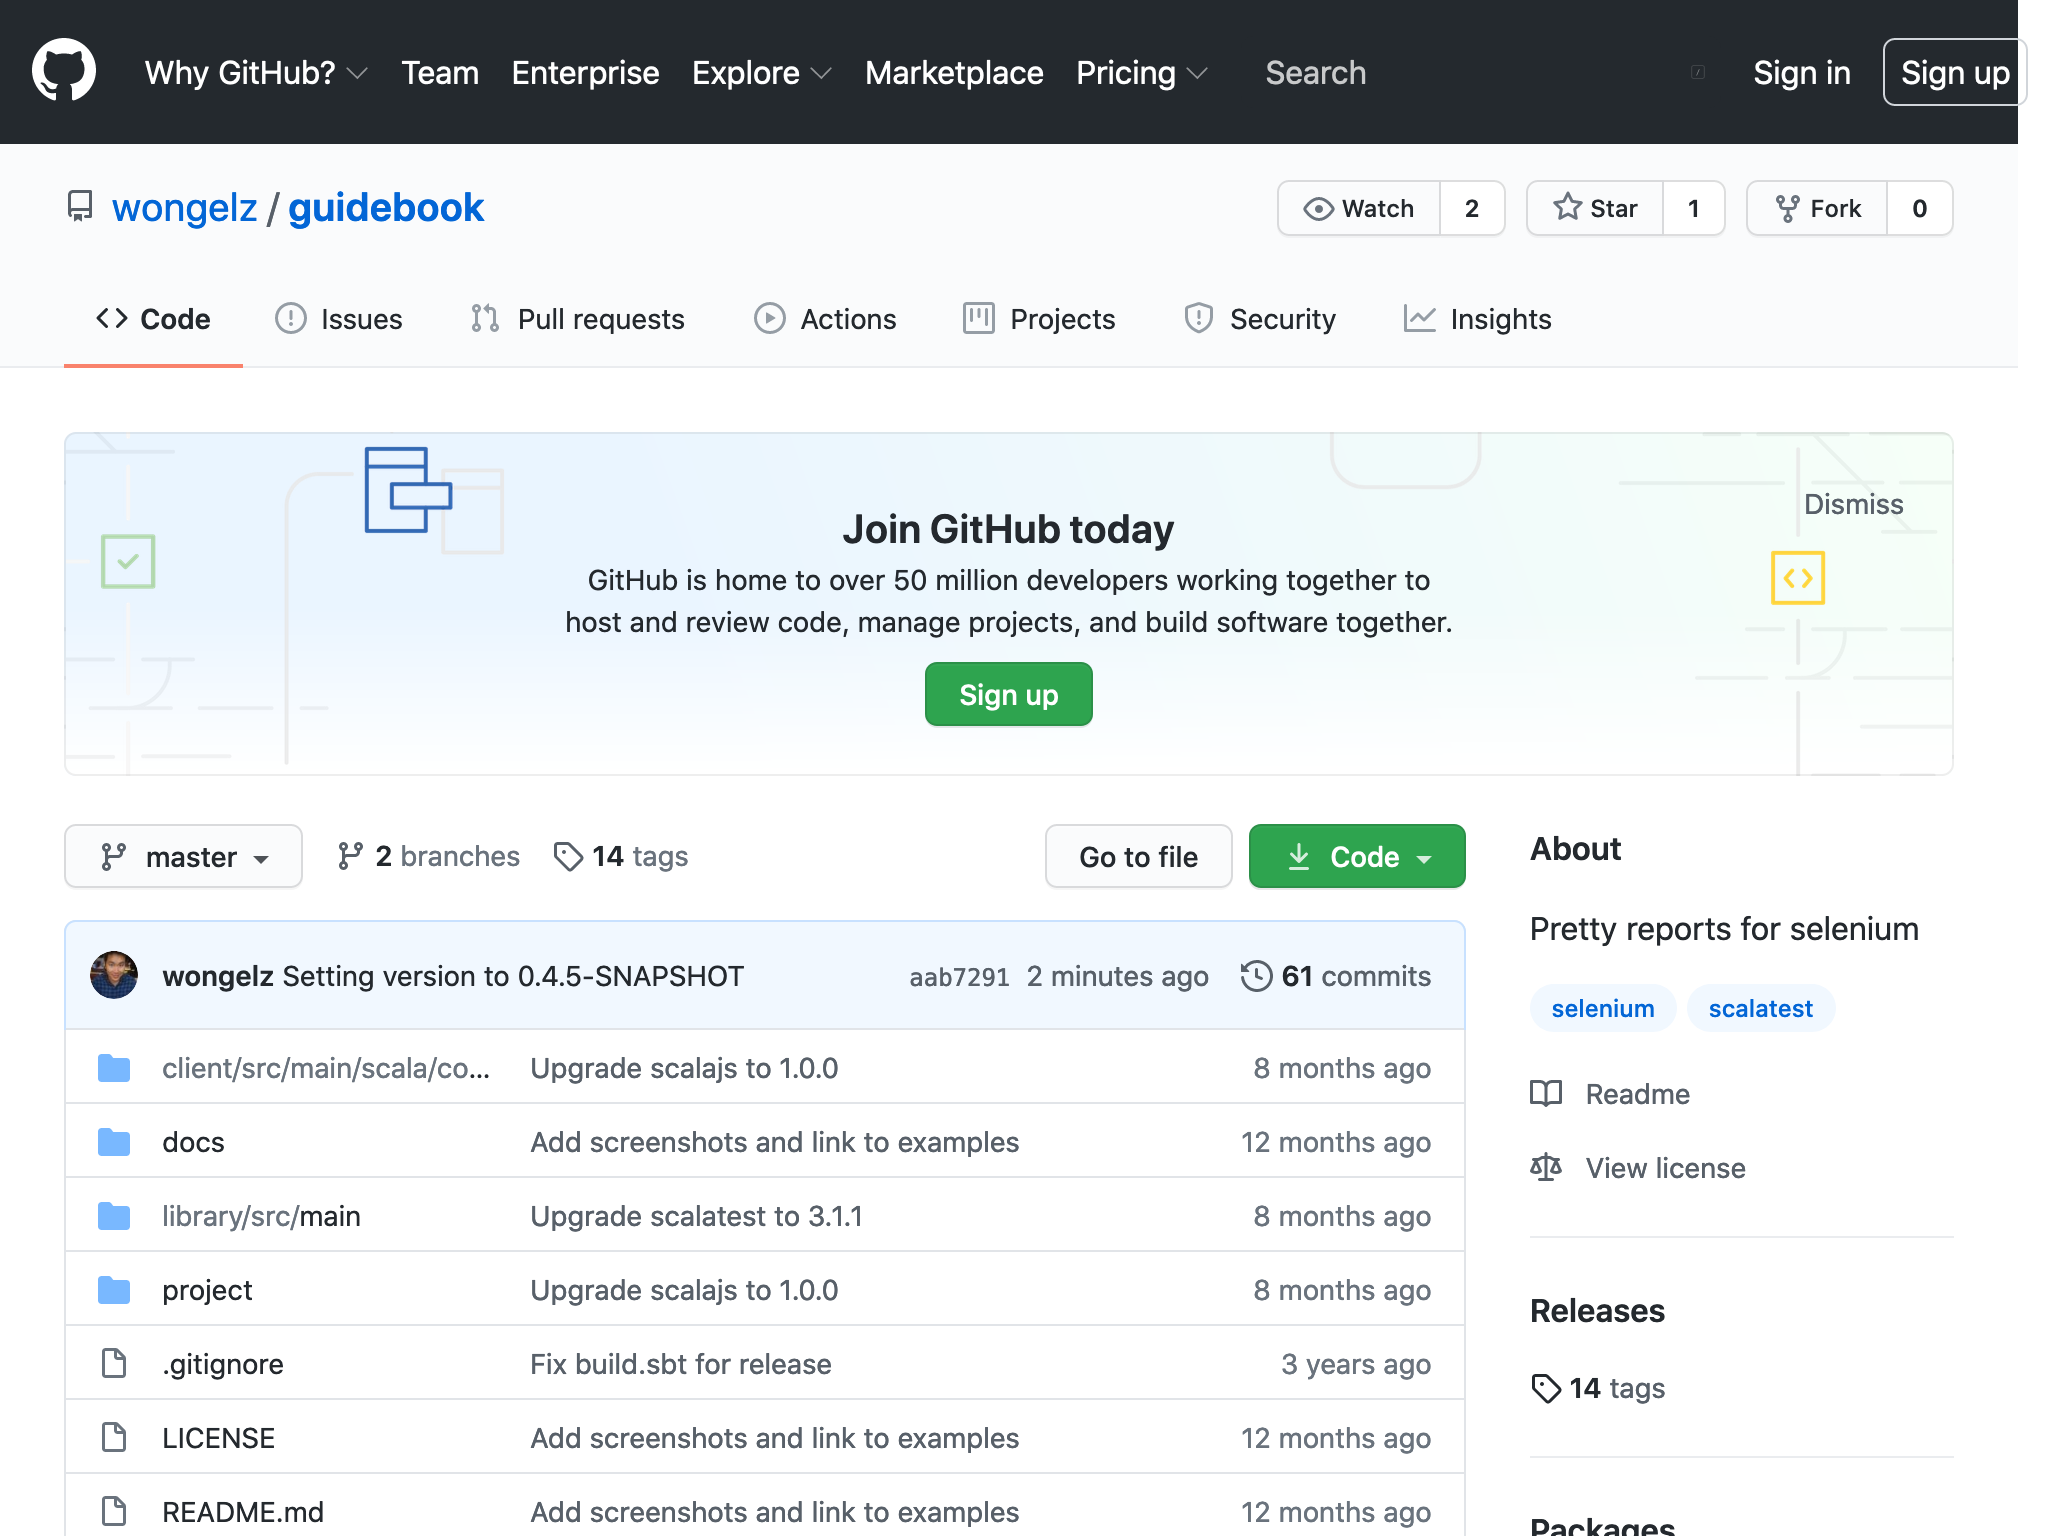 Why GitHub? Team Enterprise Explore Marketplace Pricing Search / Sign in Sign up
wongelz / guidebook Watch 2 Star 1 Fork 0
Code Issues Pull requests Actions Projects Security Insights
Dismiss
Join GitHub today
GitHub is home to over 50 million developers working together to
host and review code, manage projects, and build software together.
Sign up
master 2 branches 14 tags Go to file Code
wongelz Setting version to 0.4.5-SNAPSHOT aab7291 2 minutes ago 61 commits
client/src/main/scala/co... Upgrade scalajs to 1.0.0 8 months ago
docs Add screenshots and link to examples 12 months ago
library/src/main Upgrade scalatest to 3.1.1 8 months ago
project Upgrade scalajs to 1.0.0 8 months ago
.gitignore Fix build.sbt for release 3 years ago
LICENSE Add screenshots and link to examples 12 months ago
README.md Add screenshots and link to examples 12 months ago
About
Pretty reports for selenium
selenium scalatest
Readme
View license
Releases
14 tags
Packages